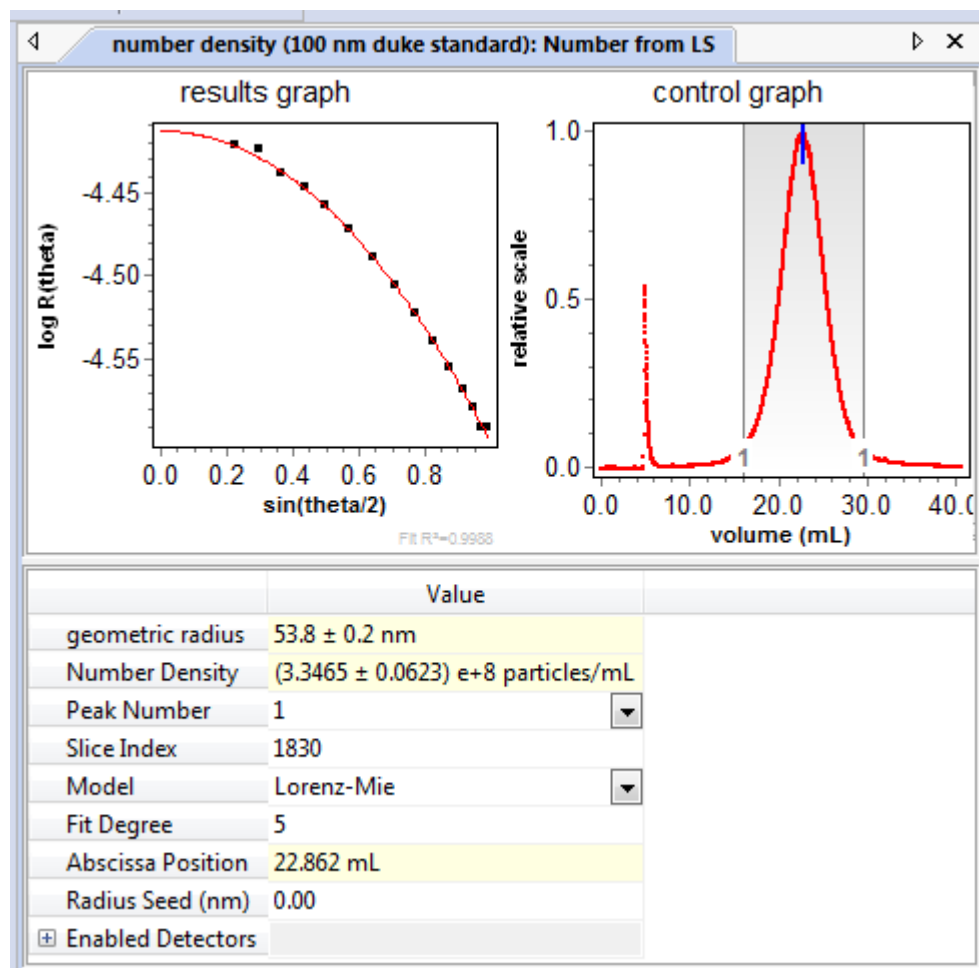 number density (100 nm duke standard): Number from LS
results graph
control graph
log R(theta)
-4.45
-4.50
-4.55
0.0 0.2 0.4 0.6 0.8
sin(theta/2)
Fit R²=0.9988
relative scale
1.0
0.5
0.0
1 1
0.0 10.0 20.0 30.0 40.0
volume (mL)
Value
geometric radius 53.8 ± 0.2 nm
Number Density (3.3465 ± 0.0623) e+8 particles/mL
Peak Number 1
Slice Index 1830
Model Lorenz-Mie
Fit Degree 5
Abscissa Position 22.862 mL
Radius Seed (nm) 0.00
Enabled Detectors